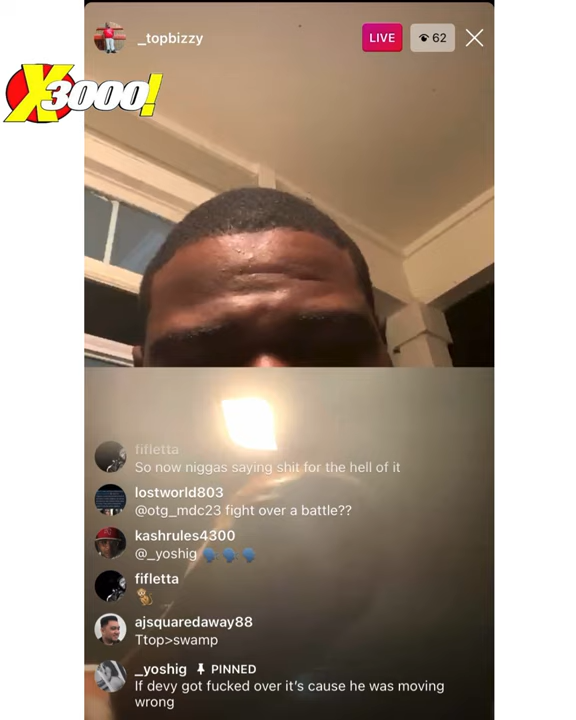 _topbizzy
LIVE
62
X3000!
fifletta
So now niggas saying shit for the hell of it
lostworld803
@otg_mdc23 fight over a battle??
kashrules4300
@_yoshig
fifletta
ajsquaredaway88
Ttop>swamp
_yoshig PINNED
If devy got fucked over it's cause he was moving
wrong